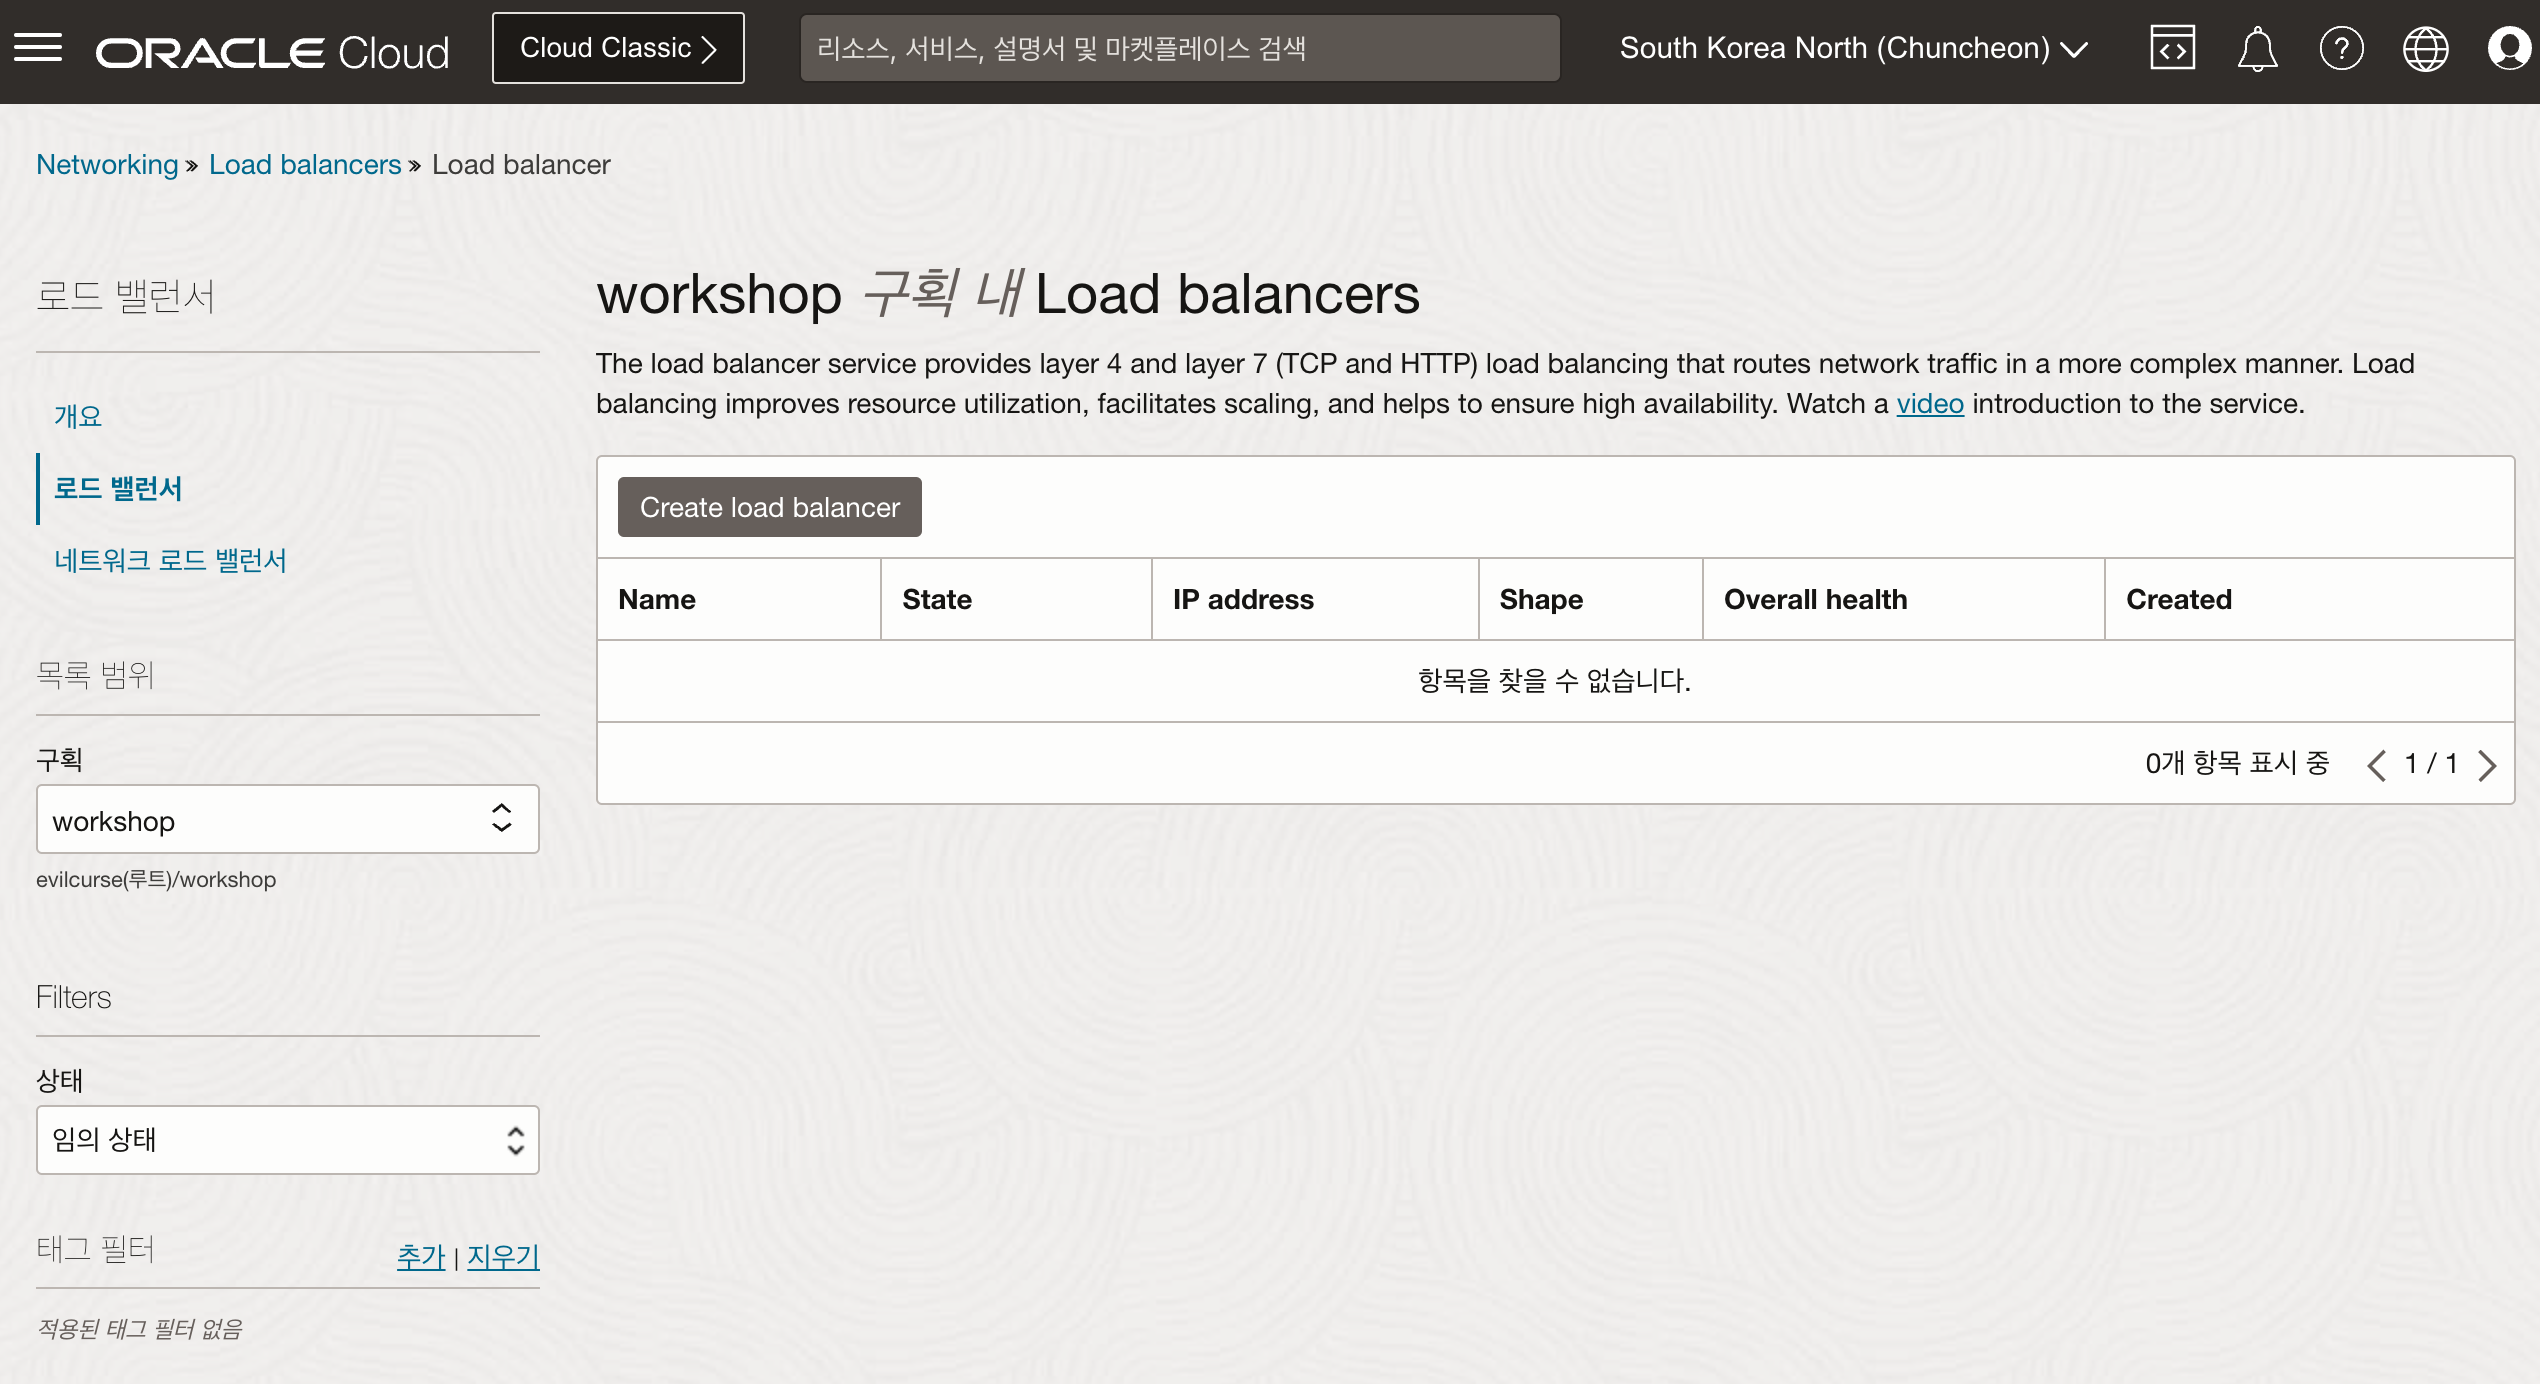 ORACLE Cloud
Cloud Classic
리소스, 서비스, 설명서 및 마켓플레이스 검색
South Korea North (Chuncheon)
Networking » Load balancers » Load balancer
로드 밸런서
개요
로드 밸런서
네트워크 로드 밸런서
목록 범위
구획
workshop
evilcurse(루트)/workshop
Filters
상태
임의 상태
태그 필터
추가 | 지우기
적용된 태그 필터 없음
workshop 구획 내 Load balancers
The load balancer service provides layer 4 and layer 7 (TCP and HTTP) load balancing that routes network traffic in a more complex manner. Load
balancing improves resource utilization, facilitates scaling, and helps to ensure high availability. Watch a video introduction to the service.
Create load balancer
Name State IP address Shape Overall health Created
항목을 찾을 수 없습니다.
0개 항목 표시 중 1 / 1